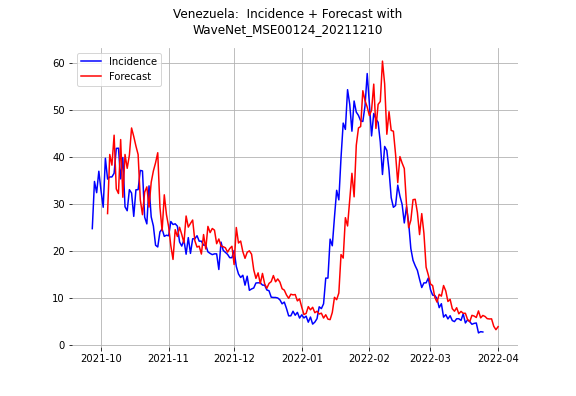 Venezuela:  Incidence + Forecast with
WaveNet_MSE00124_20211210
Incidence
Forecast
60
50
40
30
20
10
0
2021-10 2021-11 2021-12 2022-01 2022-02 2022-03 2022-04